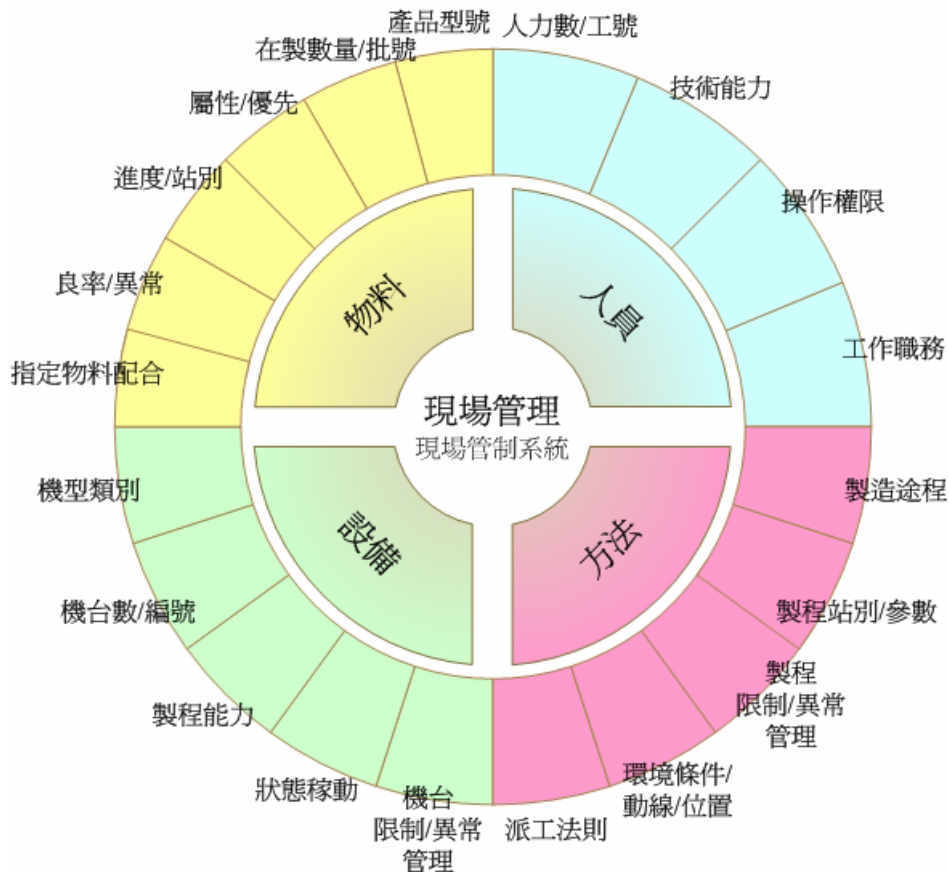 產品型號
人力數/工號
在製數量/批號
技術能力
屬性/優先
進度/站別
操作權限
良率/異常
物料
人員
工作職務
指定物料配合
現場管理
現場管制系統
機型類別
製造途程
設備
方法
機台數/編號
製程站別/參數
製程能力
製程
限制/異常
管理
狀態稼動
機台
限制/異常
管理
環境條件/
動線/位置
派工法則